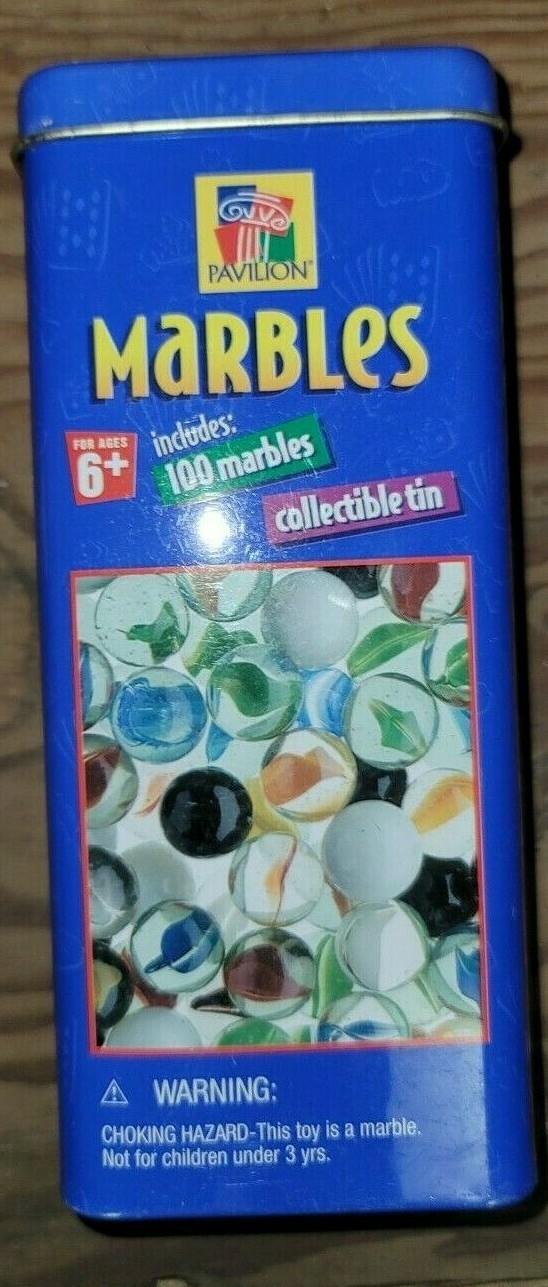 PAVILION®
MARBLES
FOR AGES
6+
includes:
100 marbles
collectible tin
WARNING:
CHOKING HAZARD-This toy is a marble.
Not for children under 3 yrs.